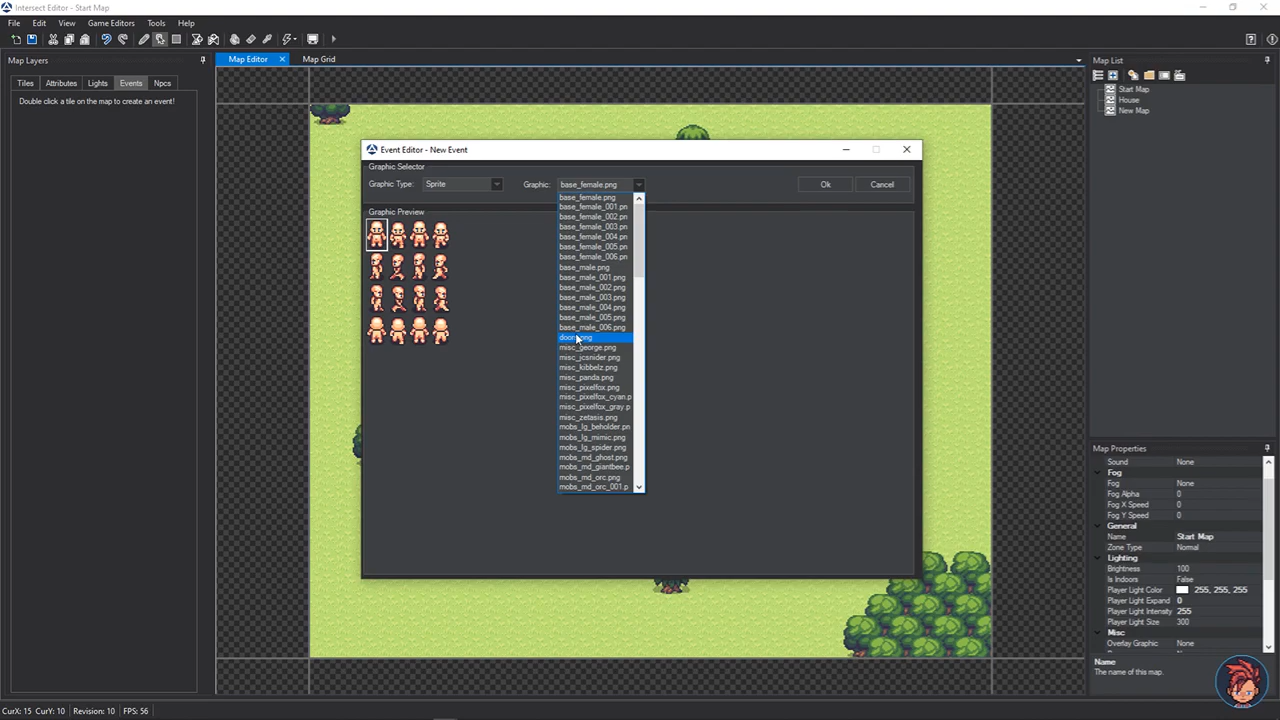 Intersect Editor - Start Map
File Edit View Game Editors Tools Help
Map Layers
Map Editor
Map Grid
Map List
Tiles Attributes Lights Events Npcs
Double click a tile on the map to create an event!
Start Map
House
New Map
Event Editor - New Event
Graphic Selector
Graphic Type: Sprite
Graphic: base_female.png
Ok
Cancel
Graphic Preview
base_female.png
base_female_001.pn
base_female_002.pn
base_female_003.pn
base_female_004.pn
base_female_005.pn
base_female_006.pn
base_male.png
base_male_001.png
base_male_002.png
base_male_003.png
base_male_004.png
base_male_005.png
base_male_006.png
misc_george.png
misc_jcsnider.png
misc_kibbelz.png
misc_panda.png
misc_pixelfox.png
misc_pixelfox_cyan.p
misc_pixelfox_gray.p
misc_zetasis.png
mobs_lg_beholder.pn
mobs_lg_mimic.png
mobs_lg_spider.png
mobs_md_ghost.png
mobs_md_giantbee.p
mobs_md_orc.png
mobs_md_orc_001.p
Map Properties
Sound None
Fog
Fog None
Fog Alpha 0
Fog X Speed 0
Fog Y Speed 0
General
Name Start Map
Zone Type Normal
Lighting
Brightness 100
Is Indoors False
Player Light Color 255, 255, 255
Player Light Expand 0
Player Light Intensity 255
Player Light Size 300
Misc
Overlay Graphic None
Name
The name of this map.
CurX: 15 CurY: 10 Revision: 10 FPS: 56